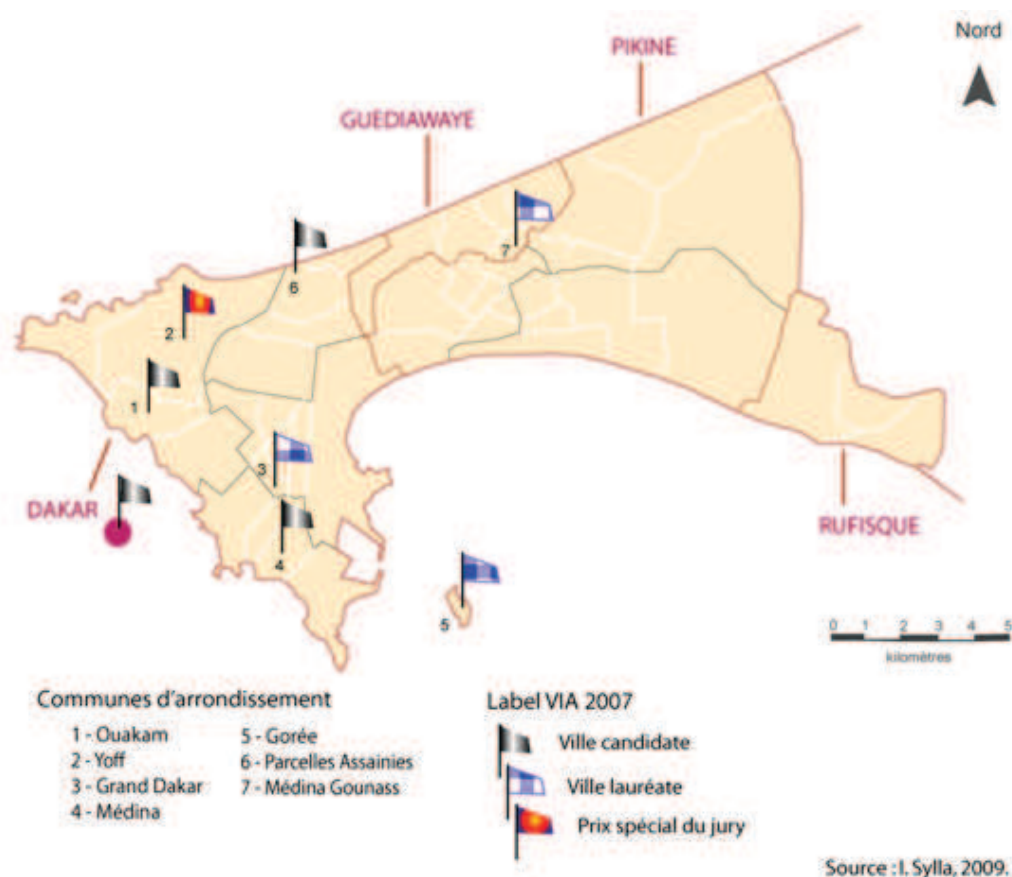 Nord
PIKINE
GUEDIAWAYE
7
6
2
1
3
DAKAR
4
RUFISQUE
5
0 1 2 3 4 5
kilomètres
Communes d'arrondissement
1 - Ouakam
2 - Yoff
3 - Grand Dakar
4 - Médina
5 - Gorée
6 - Parcelles Assainies
7 - Médina Gounass
Label VIA 2007
Ville candidate
Ville lauréate
Prix spécial du jury
Source : I. Sylla, 2009.